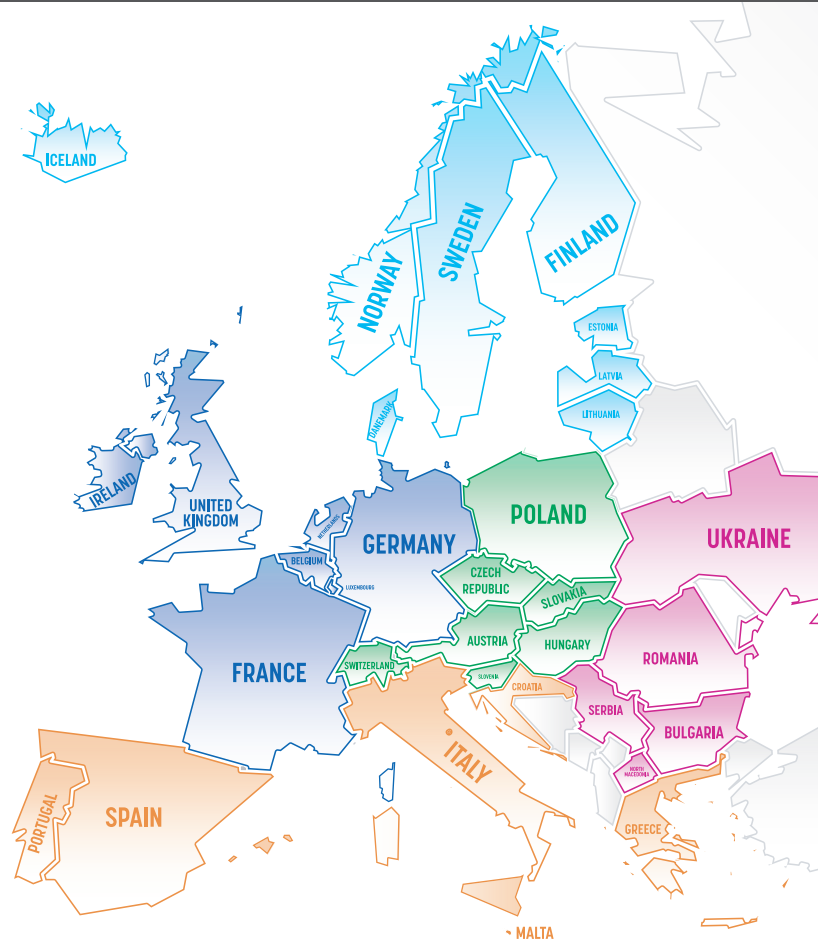 ICELAND
NORWAY
SWEDEN
FINLAND
ESTONIA
LATVIA
LITHUANIA
DANEMARK
IRELAND
UNITED
KINGDOM
NETHERLANDS
BELGIUM
LUXEMBOURG
GERMANY
POLAND
UKRAINE
CZECH
REPUBLIC
SLOVAKIA
AUSTRIA
HUNGARY
FRANCE
SWITZERLAND
SLOVENIA
CROATIA
ROMANIA
SERBIA
BULGARIA
ITALY
NORTH
MACEDONIA
PORTUGAL
SPAIN
GREECE
MALTA